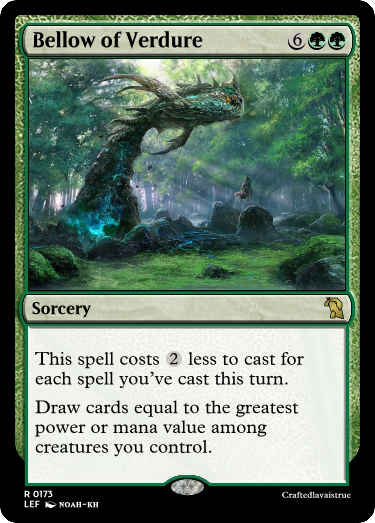 Bellow of Verdure 6
Sorcery
This spell costs 2 less to cast for
each spell you've cast this turn.
Draw cards equal to the greatest
power or mana value among
creatures you control.
R 0173
LEF NOAH-KH
Craftedlavaistrue